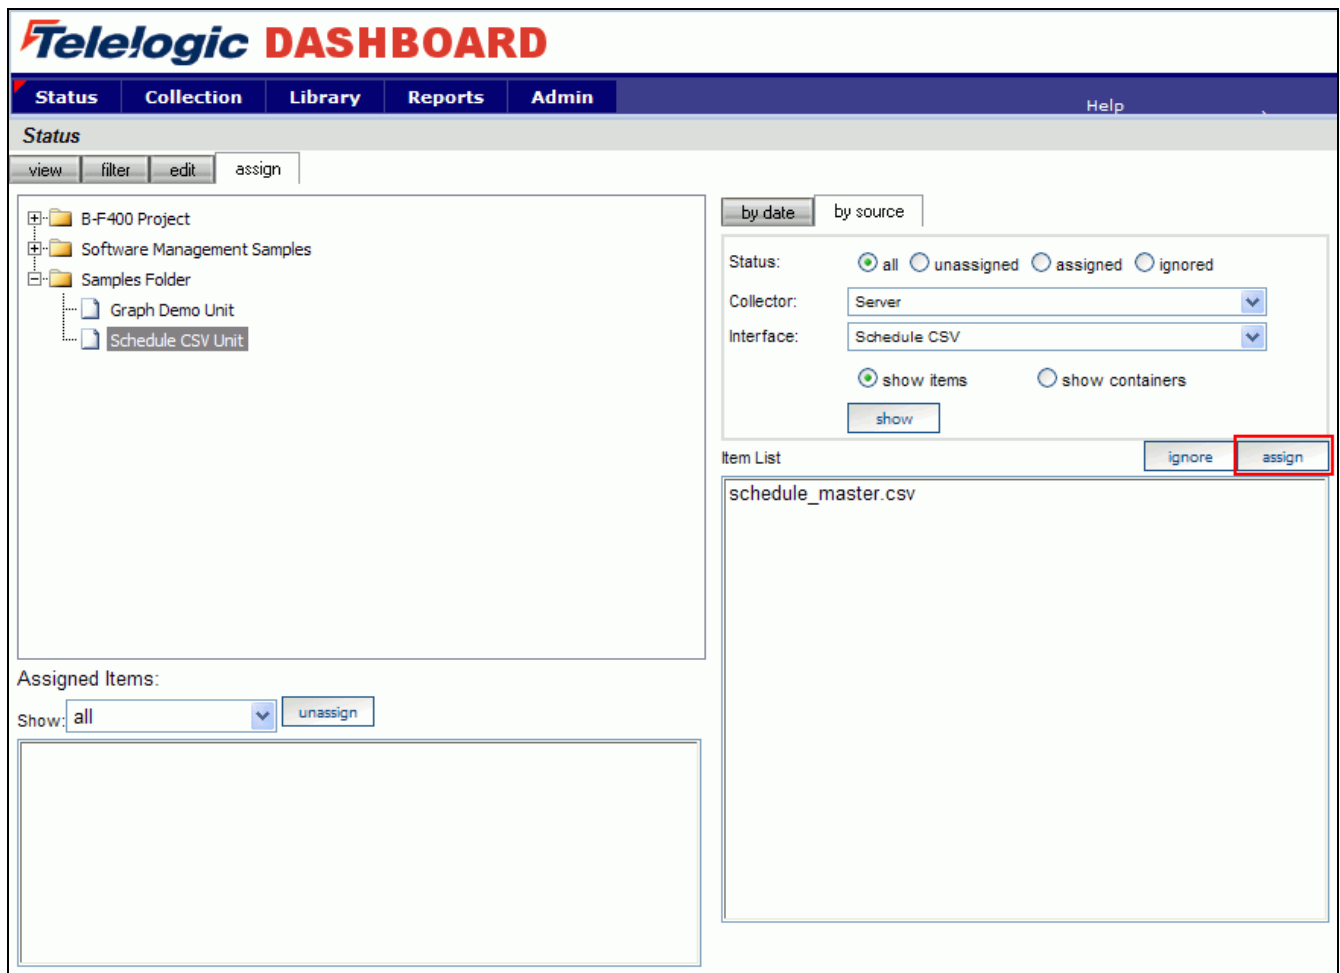 Telelogic DASHBOARD
Status Collection Library Reports Admin Help
Status
view filter edit assign
B-F400 Project
Software Management Samples
Samples Folder
Graph Demo Unit
Schedule CSV Unit
Assigned Items:
Show: all unassign
by date by source
Status: all unassigned assigned ignored
Collector: Server
Interface: Schedule CSV
show items show containers
show
Item List ignore assign
schedule_master.csv